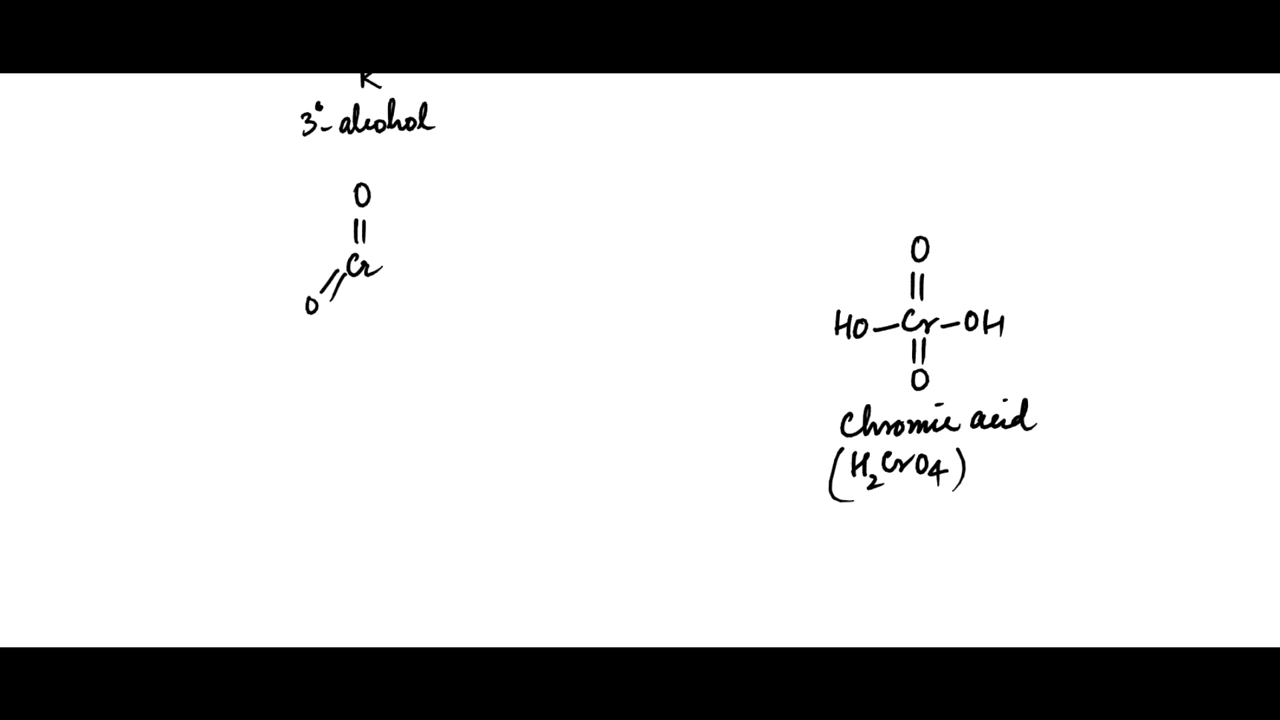 3°-alcohol
O
||
Cr
O
O
||
HO-Cr-OH
||
O
Chromic acid
(H2CrO4)